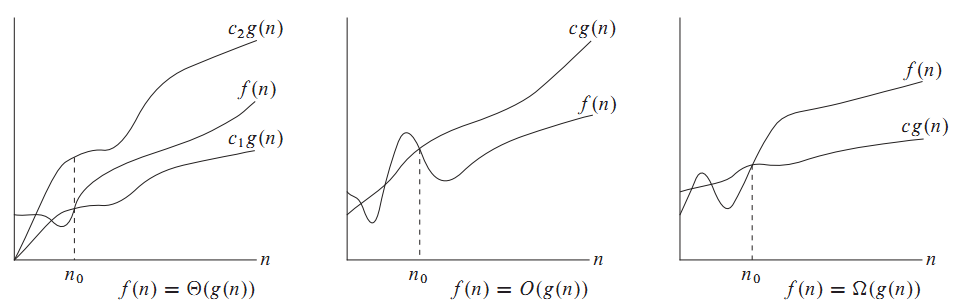 c₂g(n)
f(n)
c₁g(n)
n
n₀
f(n) = Θ(g(n))
cg(n)
f(n)
n
n₀
f(n) = O(g(n))
f(n)
cg(n)
n
n₀
f(n) = Ω(g(n))